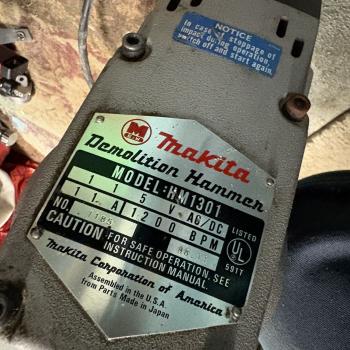 NOTICE
In case of stoppage of
impact during operation,
switch off and start again.
M
Makita
Demolition Hammer
MODEL: HM1301
115 V AC/DC
11 A 1200 BPM
NO. 1185
LISTED
UL
591T
CAUTION FOR SAFE OPERATION, SEE
INSTRUCTION MANUAL.
Makita Corporation of America
Assembled in the U.S.A.
from Parts Made in Japan